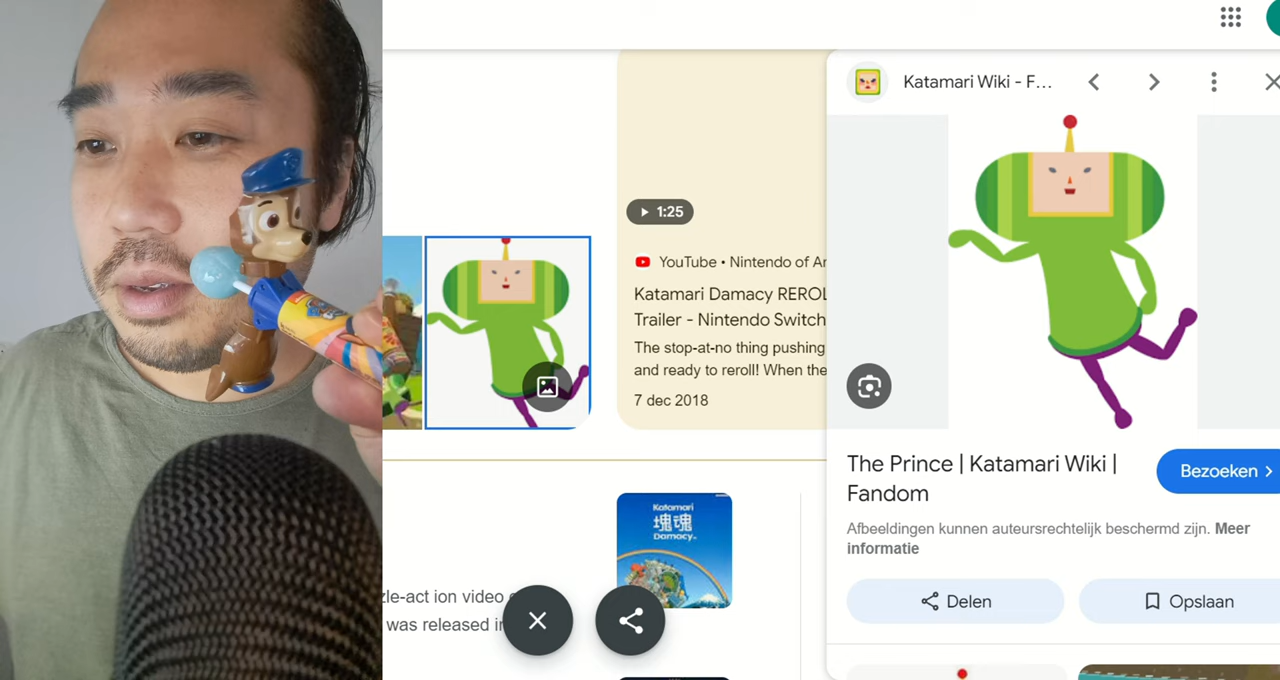 Katamari Wiki - F...
1:25
YouTube • Nintendo of Am
Katamari Damacy REROL
Trailer - Nintendo Switch
The stop-at-no thing pushing
and ready to reroll! When the
7 dec 2018
The Prince | Katamari Wiki |
Fandom
Bezoeken
Afbeeldingen kunnen auteursrechtelijk beschermd zijn. Meer
informatie
Katamari
塊魂
Damacy
zle-act ion video
was released in
Delen
Opslaan